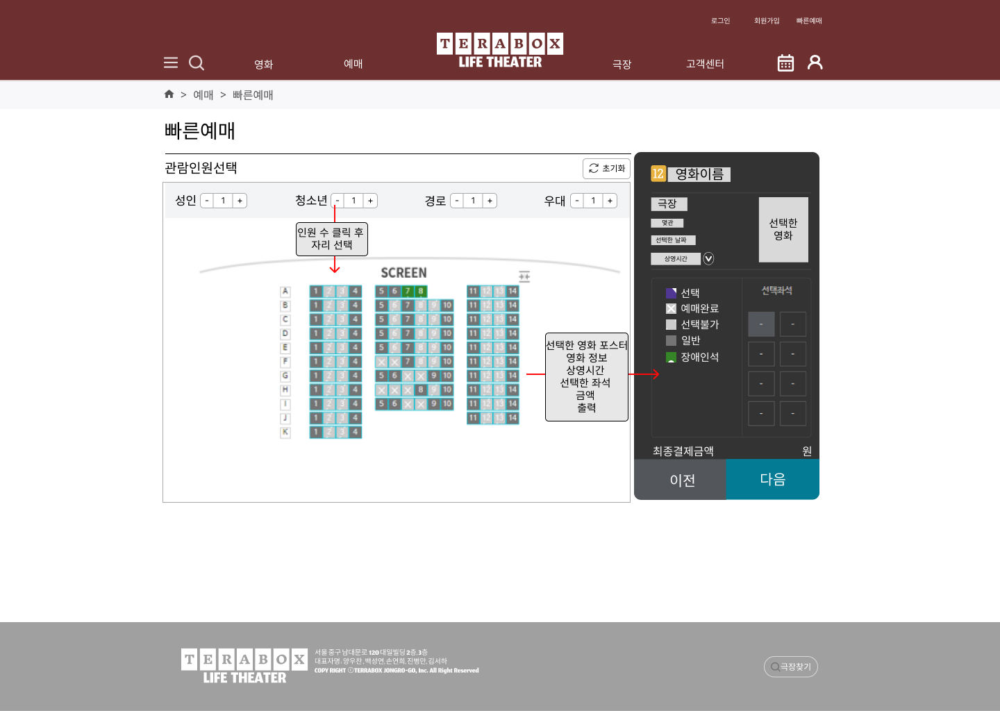 로그인 회원가입 빠른예매
TERABOX
LIFE THEATER
영화 예매 극장 고객센터
> 예매 > 빠른예매
빠른예매
관람인원선택
초기화
성인 - 1 + 청소년 - 1 + 경로 - 1 + 우대 - 1 +
인원 수 클릭 후
자리 선택
SCREEN
A 1 2 3 4 5 6 7 8 11 12 13 14
B 1 2 3 4 5 6 7 8 9 10 11 12 13 14
C 1 2 3 4 5 6 7 8 9 10 11 12 13 14
D 1 2 3 4 5 6 7 8 9 10 11 12 13 14
E 1 2 3 4 5 6 7 8 9 10 11 12 13 14
F 1 2 3 4 7 8 9 10 11 12 13 14
G 1 2 3 4 5 6 9 10 11 12 13 14
H 1 2 3 4 8 9 10 11 12 13 14
I 1 2 3 4 5 6 9 10 11 12 13 14
J 1 2 3 4 11 12 13 14
K 1 2 3 4
선택한 영화 포스터
영화 정보
상영시간
선택한 좌석
금액
출력
12 영화이름
극장
몇관
선택한 날짜
상영시간
선택한
영화
선택
예매완료
선택불가
일반
장애인석
선택좌석
- -
- -
- -
- -
최종결제금액 원
이전 다음
TERABOX
LIFE THEATER
서울 중구 남대문로 120 대일빌딩 2층, 3층
대표자명: 양우찬, 백성연, 손연희, 진병만, 김서하
COPY RIGHT ⓒTERRABOX JONGRO-GO, Inc. All Right Reserved
극장찾기